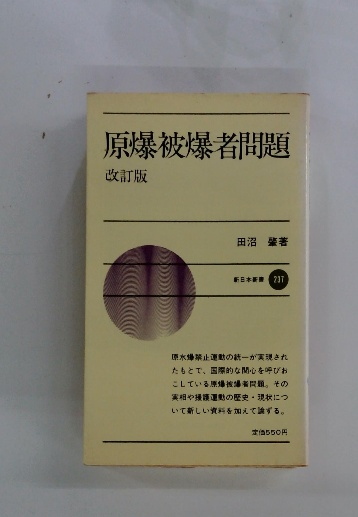 原爆被爆者問題
改訂版
田沼 肇著
新日本新書 237
原水爆禁止運動の統一が実現され
たもとで、国際的な関心を呼びお
こしている原爆被爆者問題。その
実相や援護運動の歴史・現状につ
いて新しい資料を加えて論ずる。
定価550円